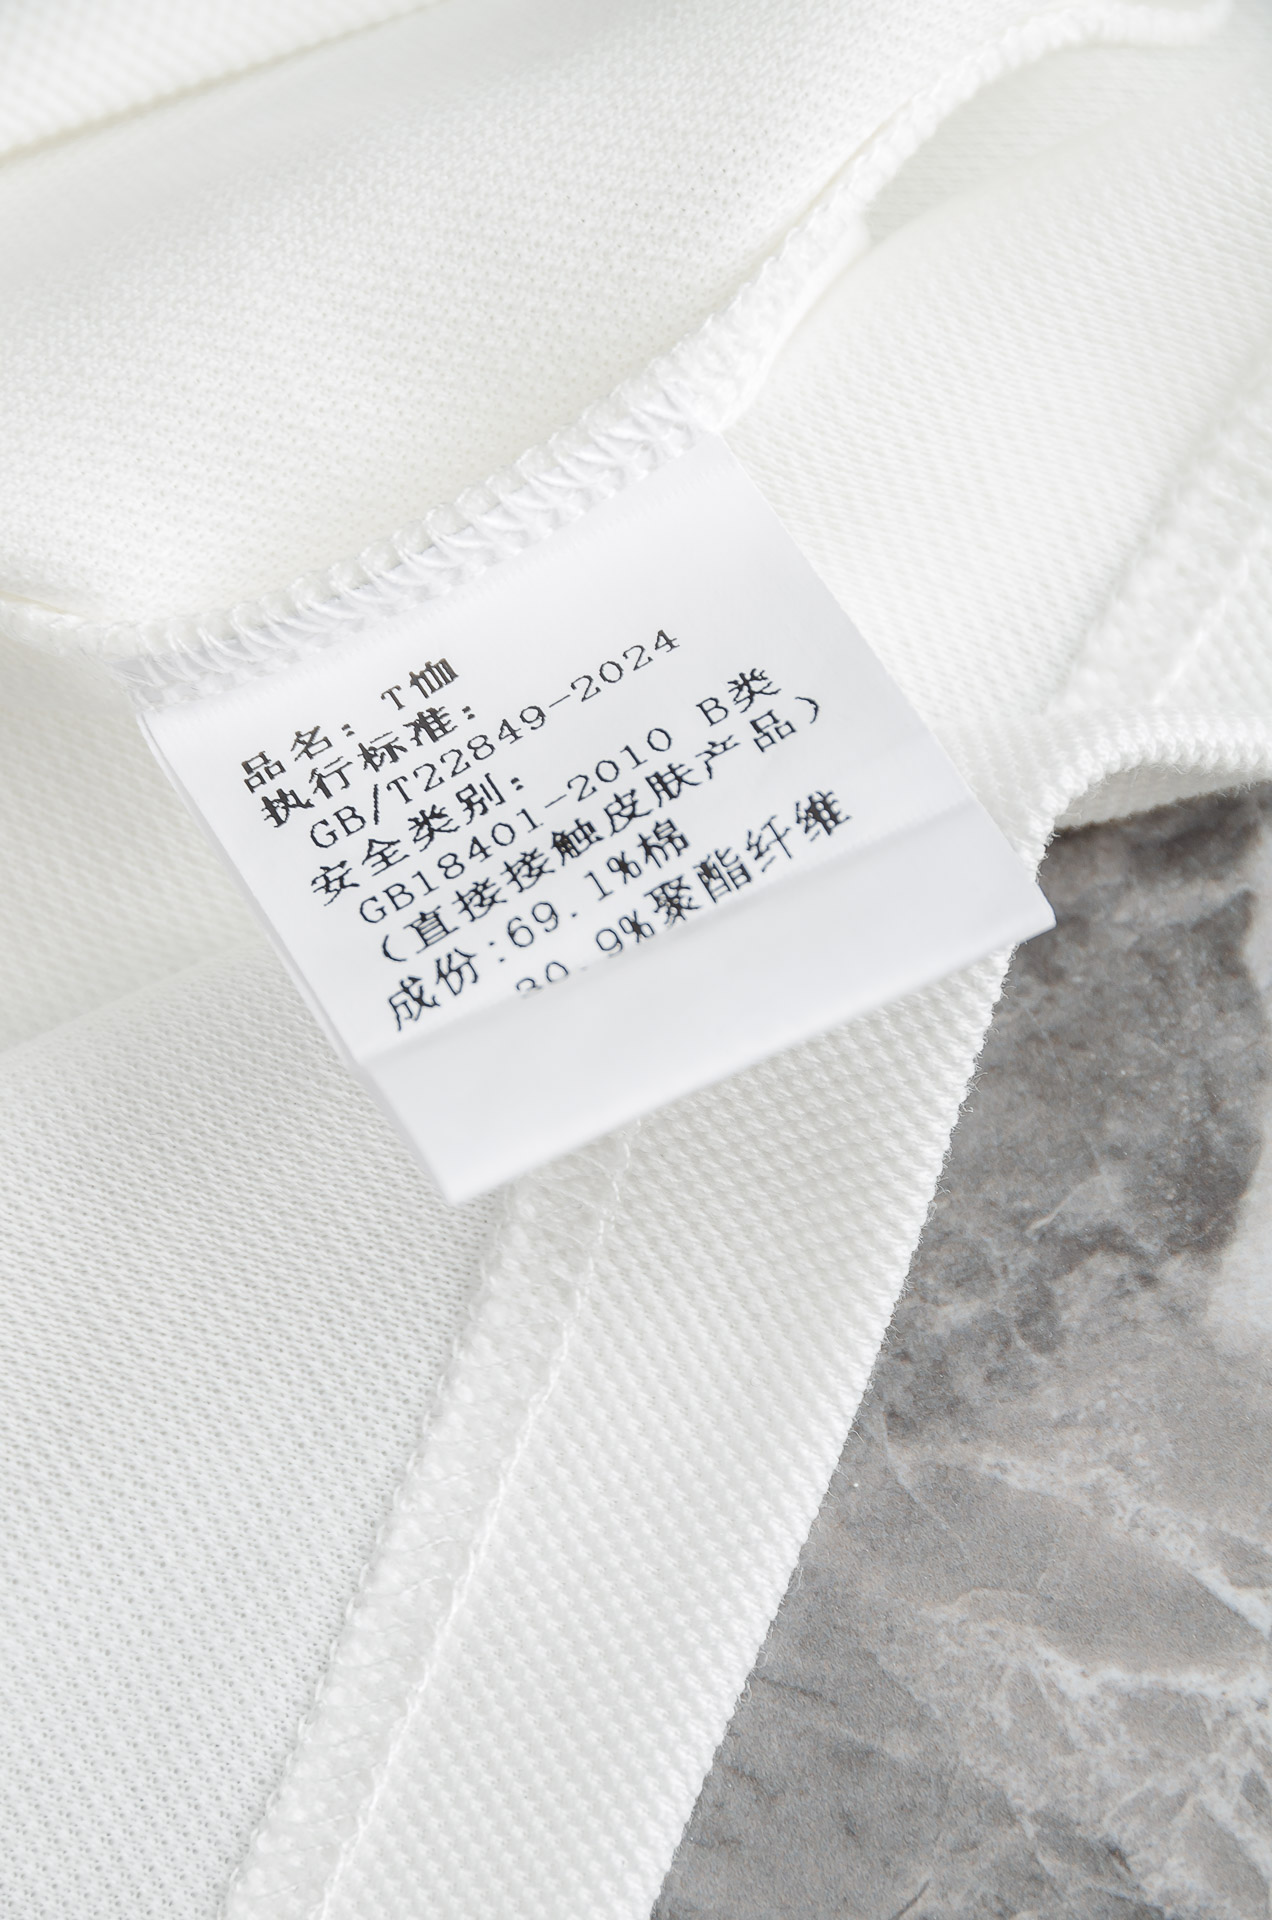 品名: T恤
执行标准:
GB/T22849-2024
安全类别:
GB18401-2010 B类
(直接接触皮肤产品)
成份:69.1%棉
30.9%聚酯纤维